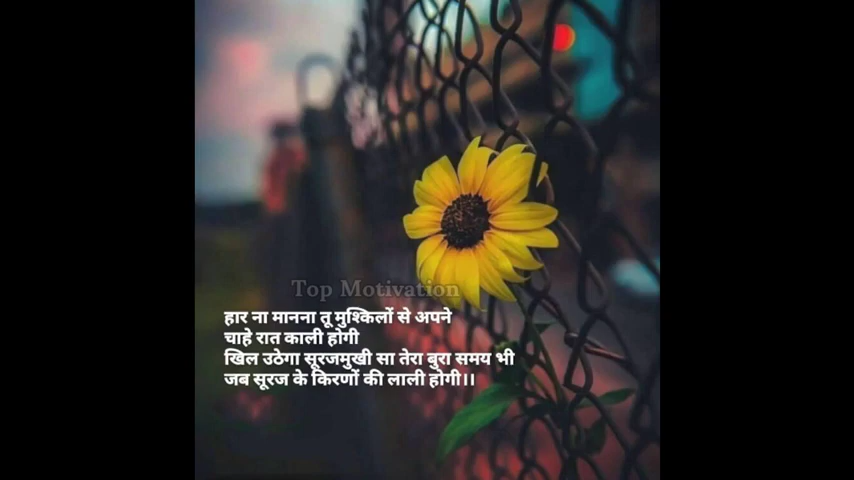 Top Motivation
हार ना मानना तू मुश्किलों से अपने
चाहे रात काली होगी
खिल उठेगा सूरजमुखी सा तेरा बुरा समय भी
जब सूरज के किरणों की लाली होगी।।